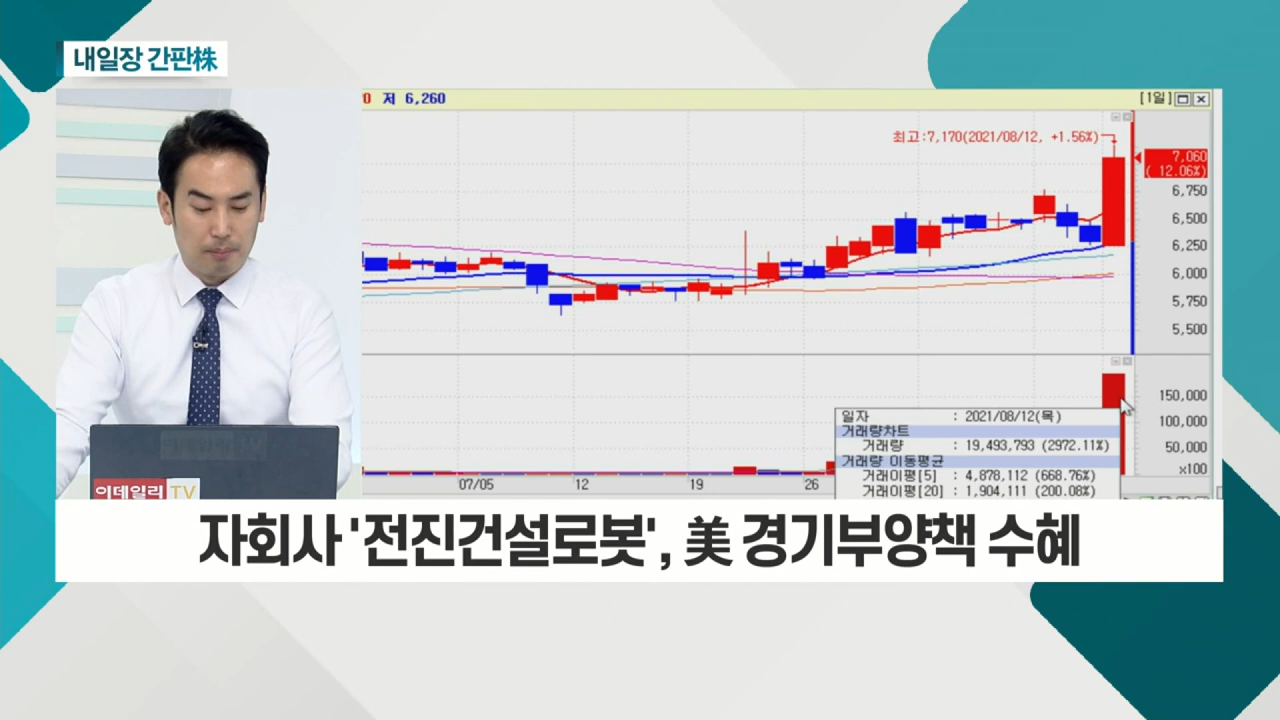 내일장 간판株
0 저 6,260
[1일]
최고:7,170(2021/08/12, +1.56%)
7,060
( 12.06%)
6,750
6,500
6,250
6,000
5,750
5,500
150,000
100,000
50,000
x100
일자 : 2021/08/12(목)
거래량차트
거래량 : 19,493,793 (2972.11%)
거래량 이동평균
거래이평[5] : 4,878,112 (668.76%)
거래이평[20] : 1,904,111 (200.08%)
07/05
12
19
26
이데일리 TV
자회사 '전진건설로봇', 美 경기부양책 수혜